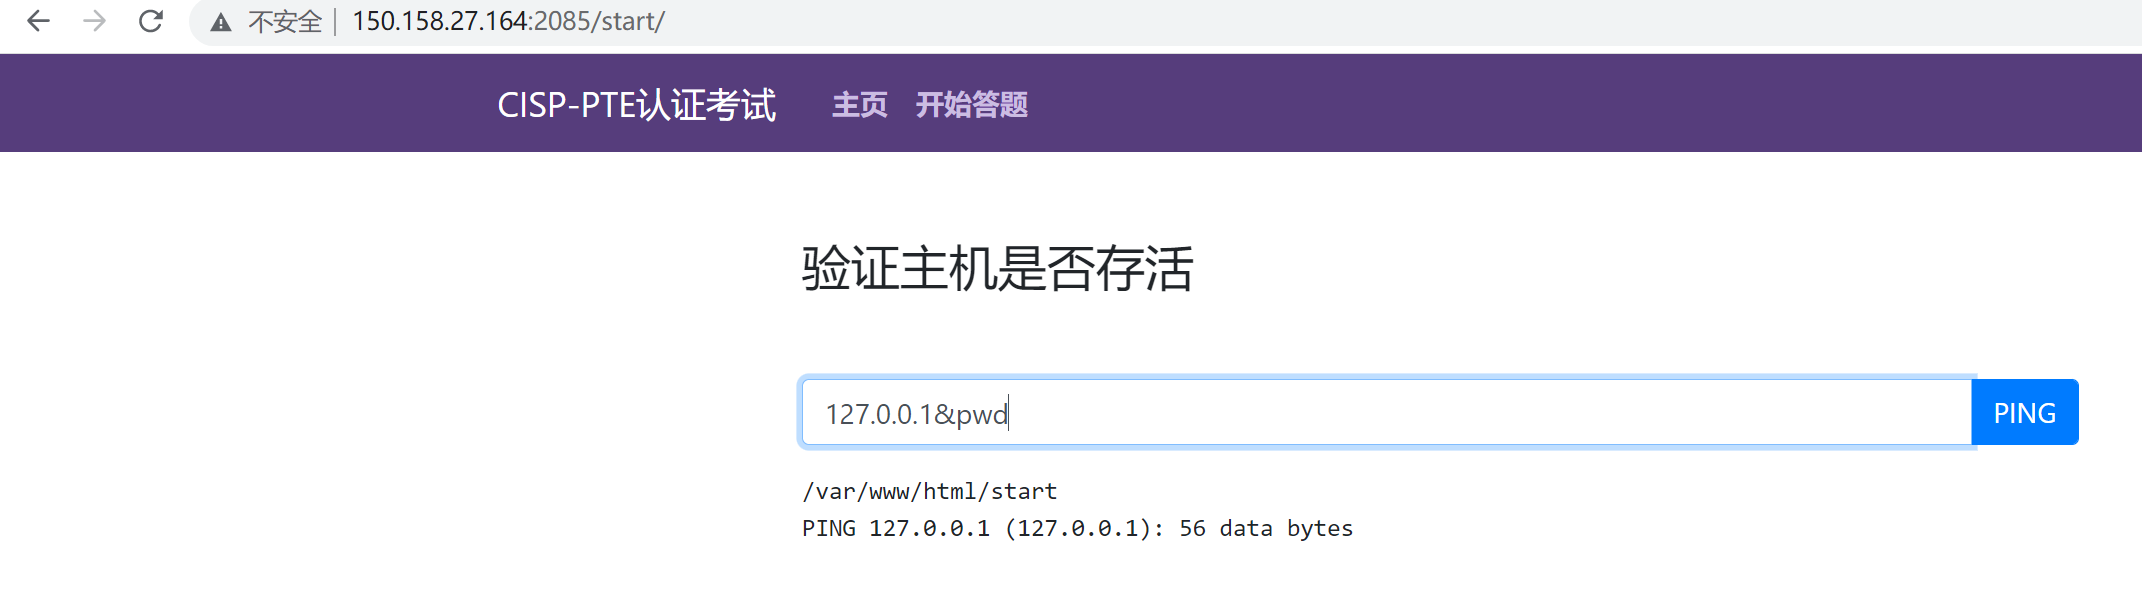 不安全 150.158.27.164:2085/start/
CISP-PTE认证考试 主页 开始答题
验证主机是否存活
127.0.0.1&pwd PING
/var/www/html/start
PING 127.0.0.1 (127.0.0.1): 56 data bytes